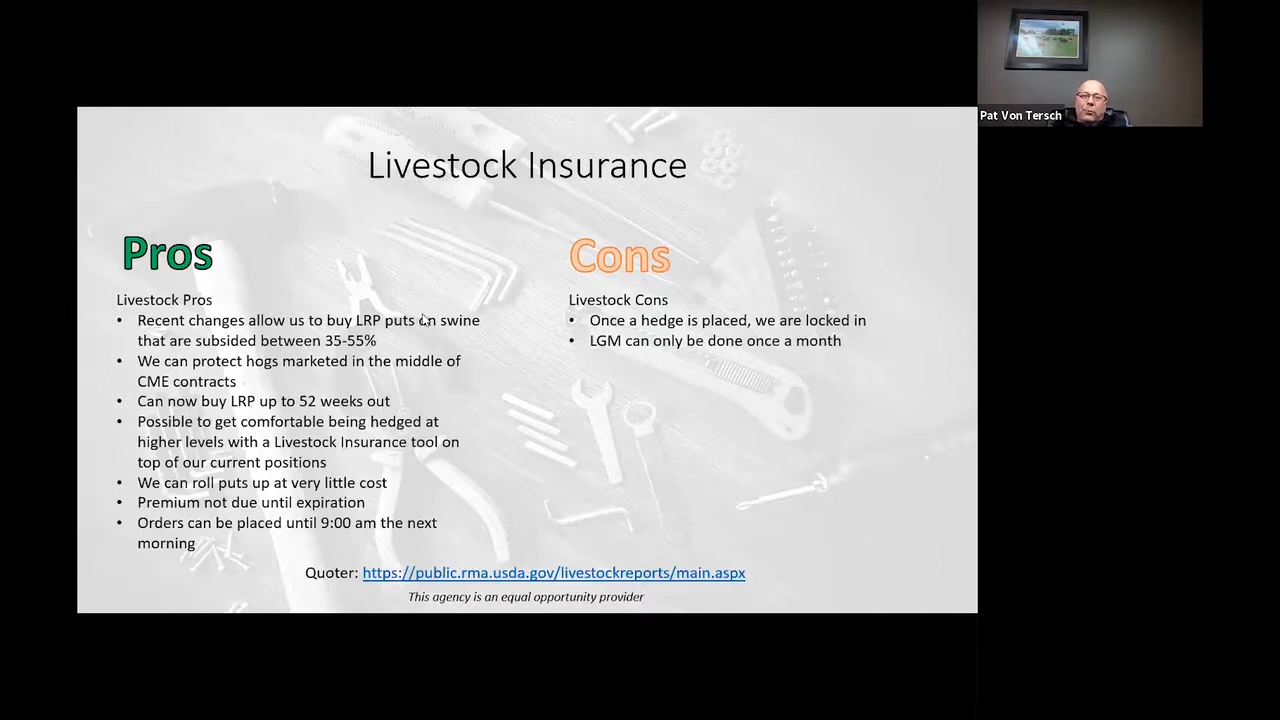 Livestock Insurance
Pros
Livestock Pros
• Recent changes allow us to buy LRP puts on swine
that are subsided between 35-55%
• We can protect hogs marketed in the middle of
CME contracts
• Can now buy LRP up to 52 weeks out
• Possible to get comfortable being hedged at
higher levels with a Livestock Insurance tool on
top of our current positions
• We can roll puts up at very little cost
• Premium not due until expiration
• Orders can be placed until 9:00 am the next
morning
Cons
Livestock Cons
• Once a hedge is placed, we are locked in
• LGM can only be done once a month
Quoter: https://public.rma.usda.gov/livestockreports/main.aspx
This agency is an equal opportunity provider
Pat Von Tersch